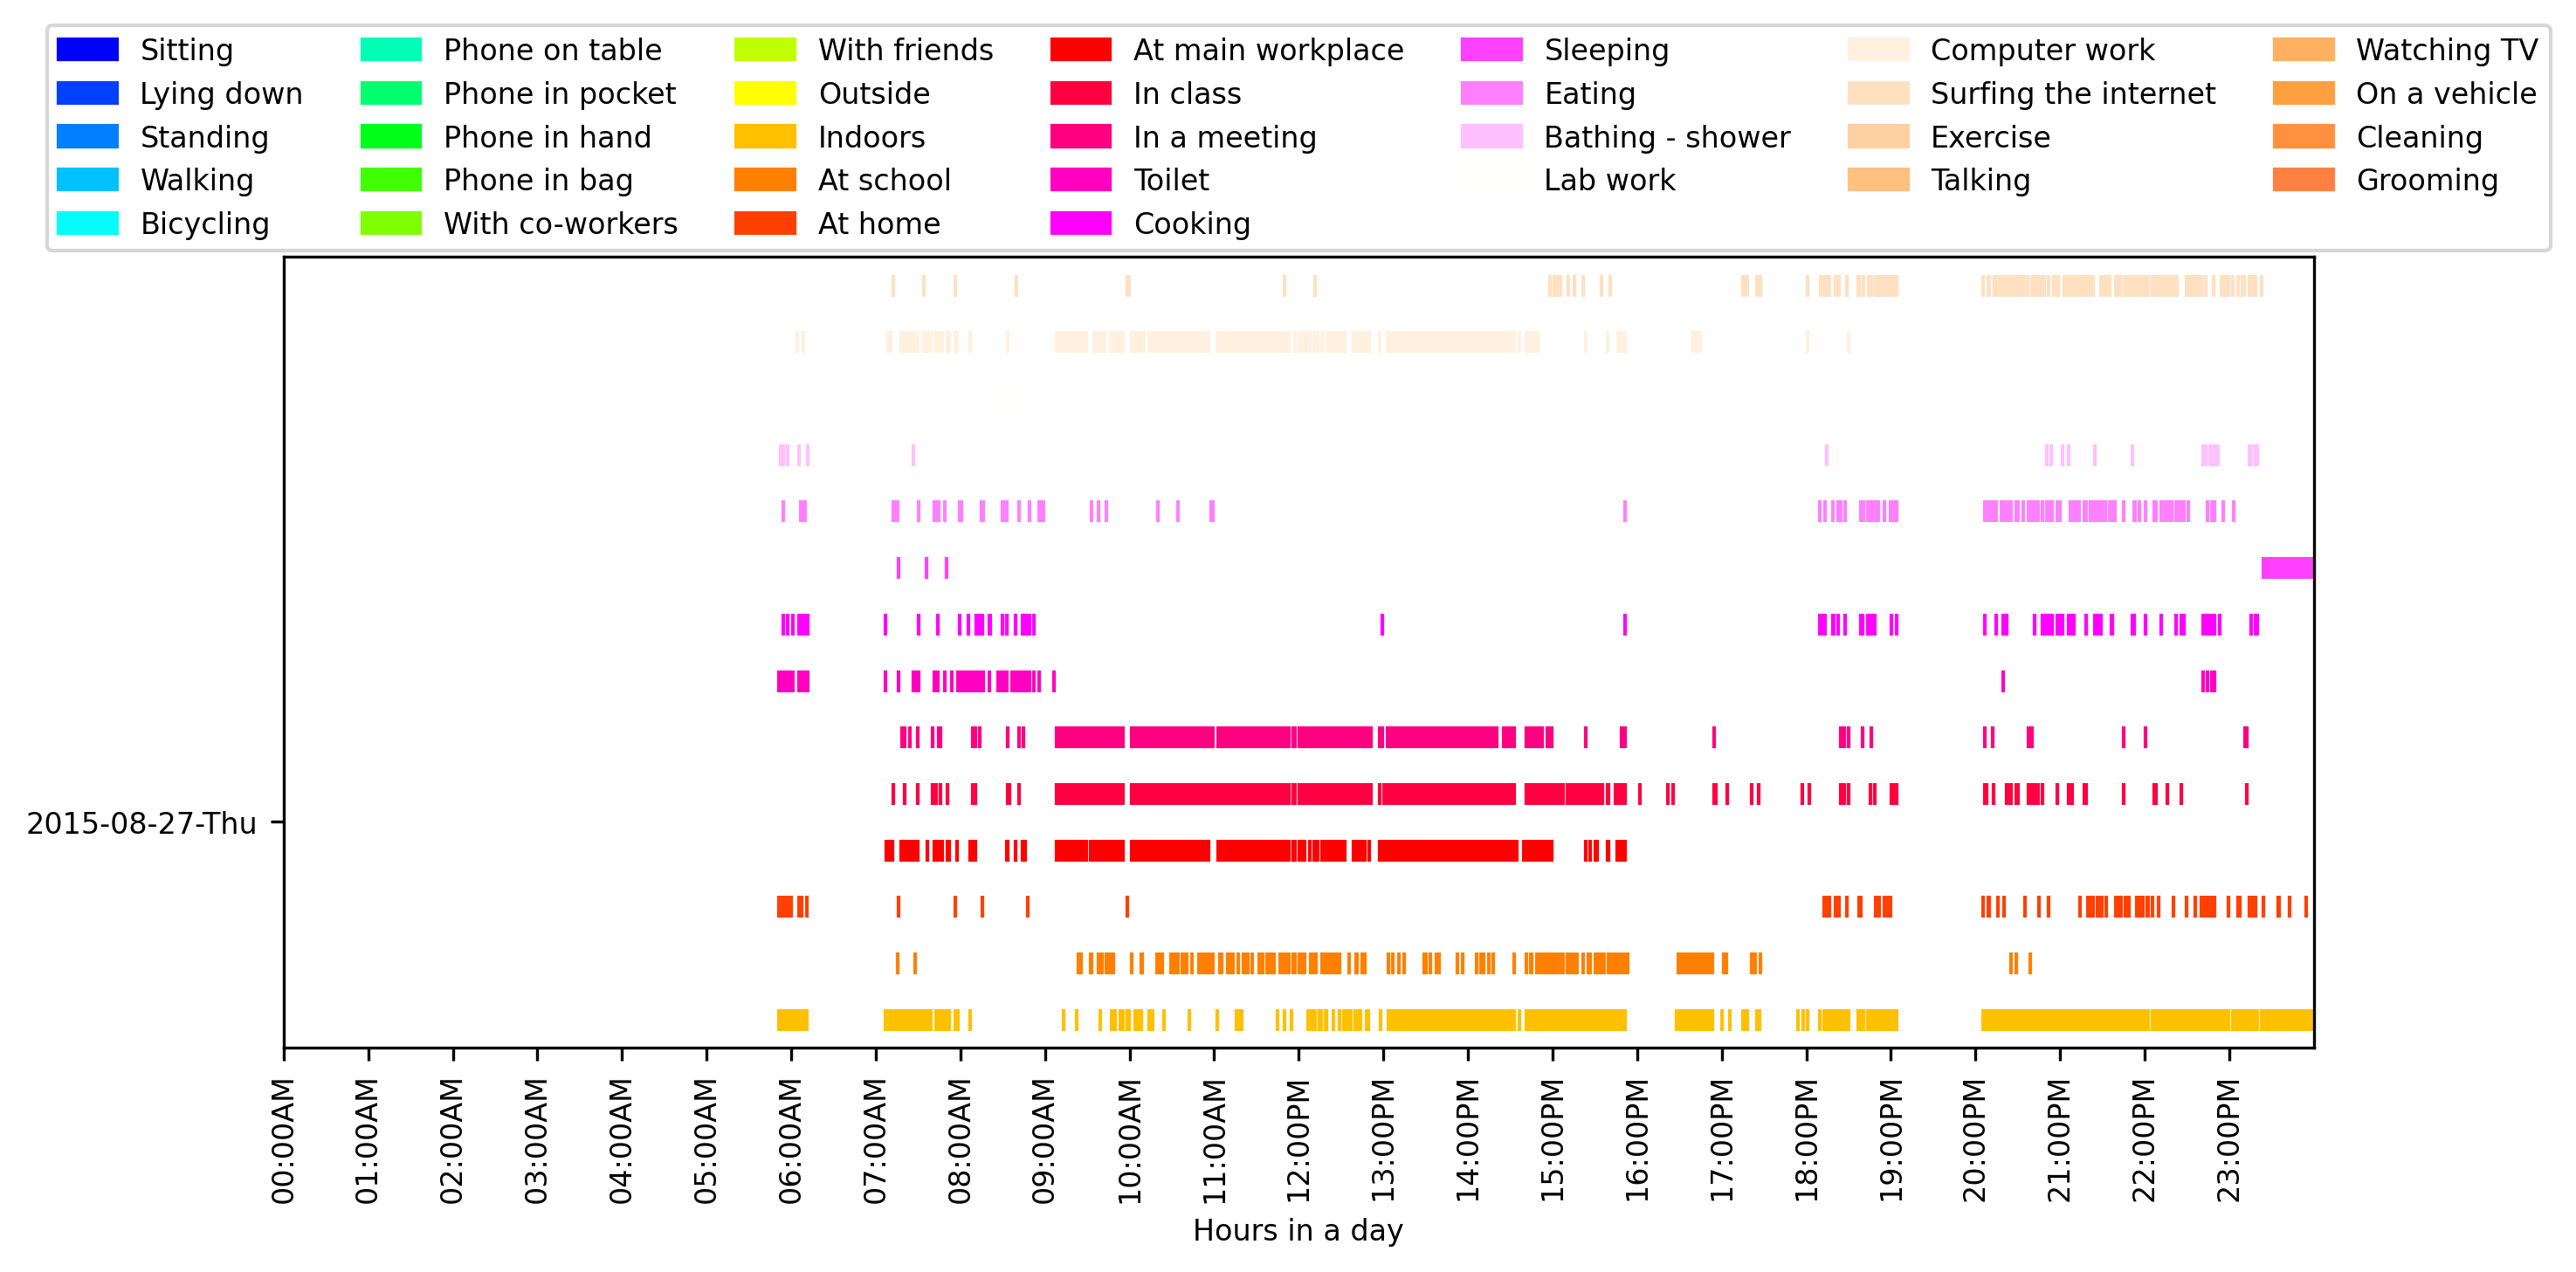 Sitting Phone on table With friends At main workplace Sleeping Computer work Watching TV
Lying down Phone in pocket Outside In class Eating Surfing the internet On a vehicle
Standing Phone in hand Indoors In a meeting Bathing - shower Exercise Cleaning
Walking Phone in bag At school Toilet Lab work Talking Grooming
Bicycling With co-workers At home Cooking
2015-08-27-Thu
00:00AM 01:00AM 02:00AM 03:00AM 04:00AM 05:00AM 06:00AM 07:00AM 08:00AM 09:00AM 10:00AM 11:00AM 12:00PM 13:00PM 14:00PM 15:00PM 16:00PM 17:00PM 18:00PM 19:00PM 20:00PM 21:00PM 22:00PM 23:00PM
Hours in a day